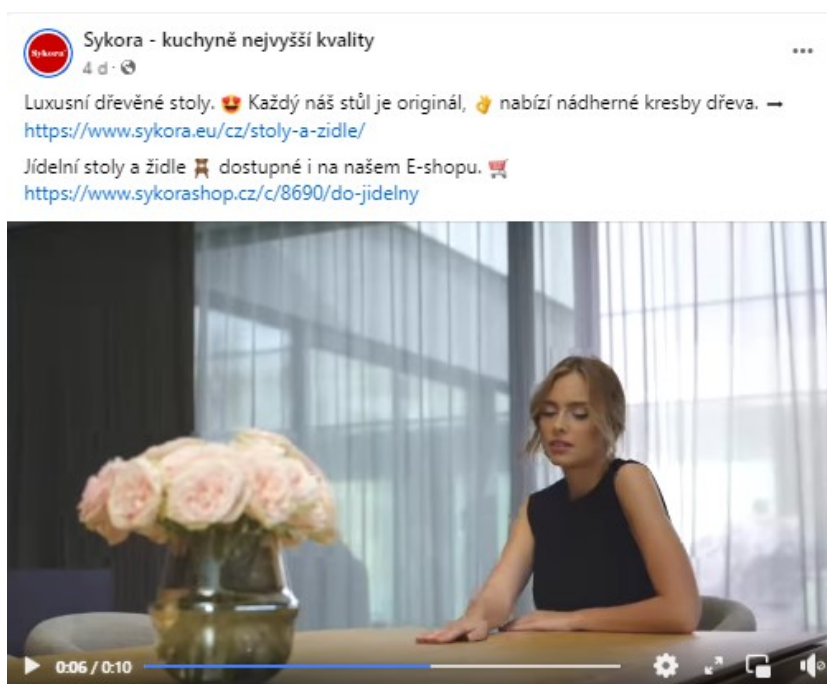 Sykora
Sykora - kuchyně nejvyšší kvality
4 d ·
Luxusní dřevěné stoly. 😍 Každý náš stůl je originál, 👌 nabízí nádherné kresby dřeva. →
https://www.sykora.eu/cz/stoly-a-zidle/
Jídelní stoly a židle 🪑 dostupné i na našem E-shopu. 🛒
https://www.sykorashop.cz/c/8690/do-jidelny
0:06 / 0:10